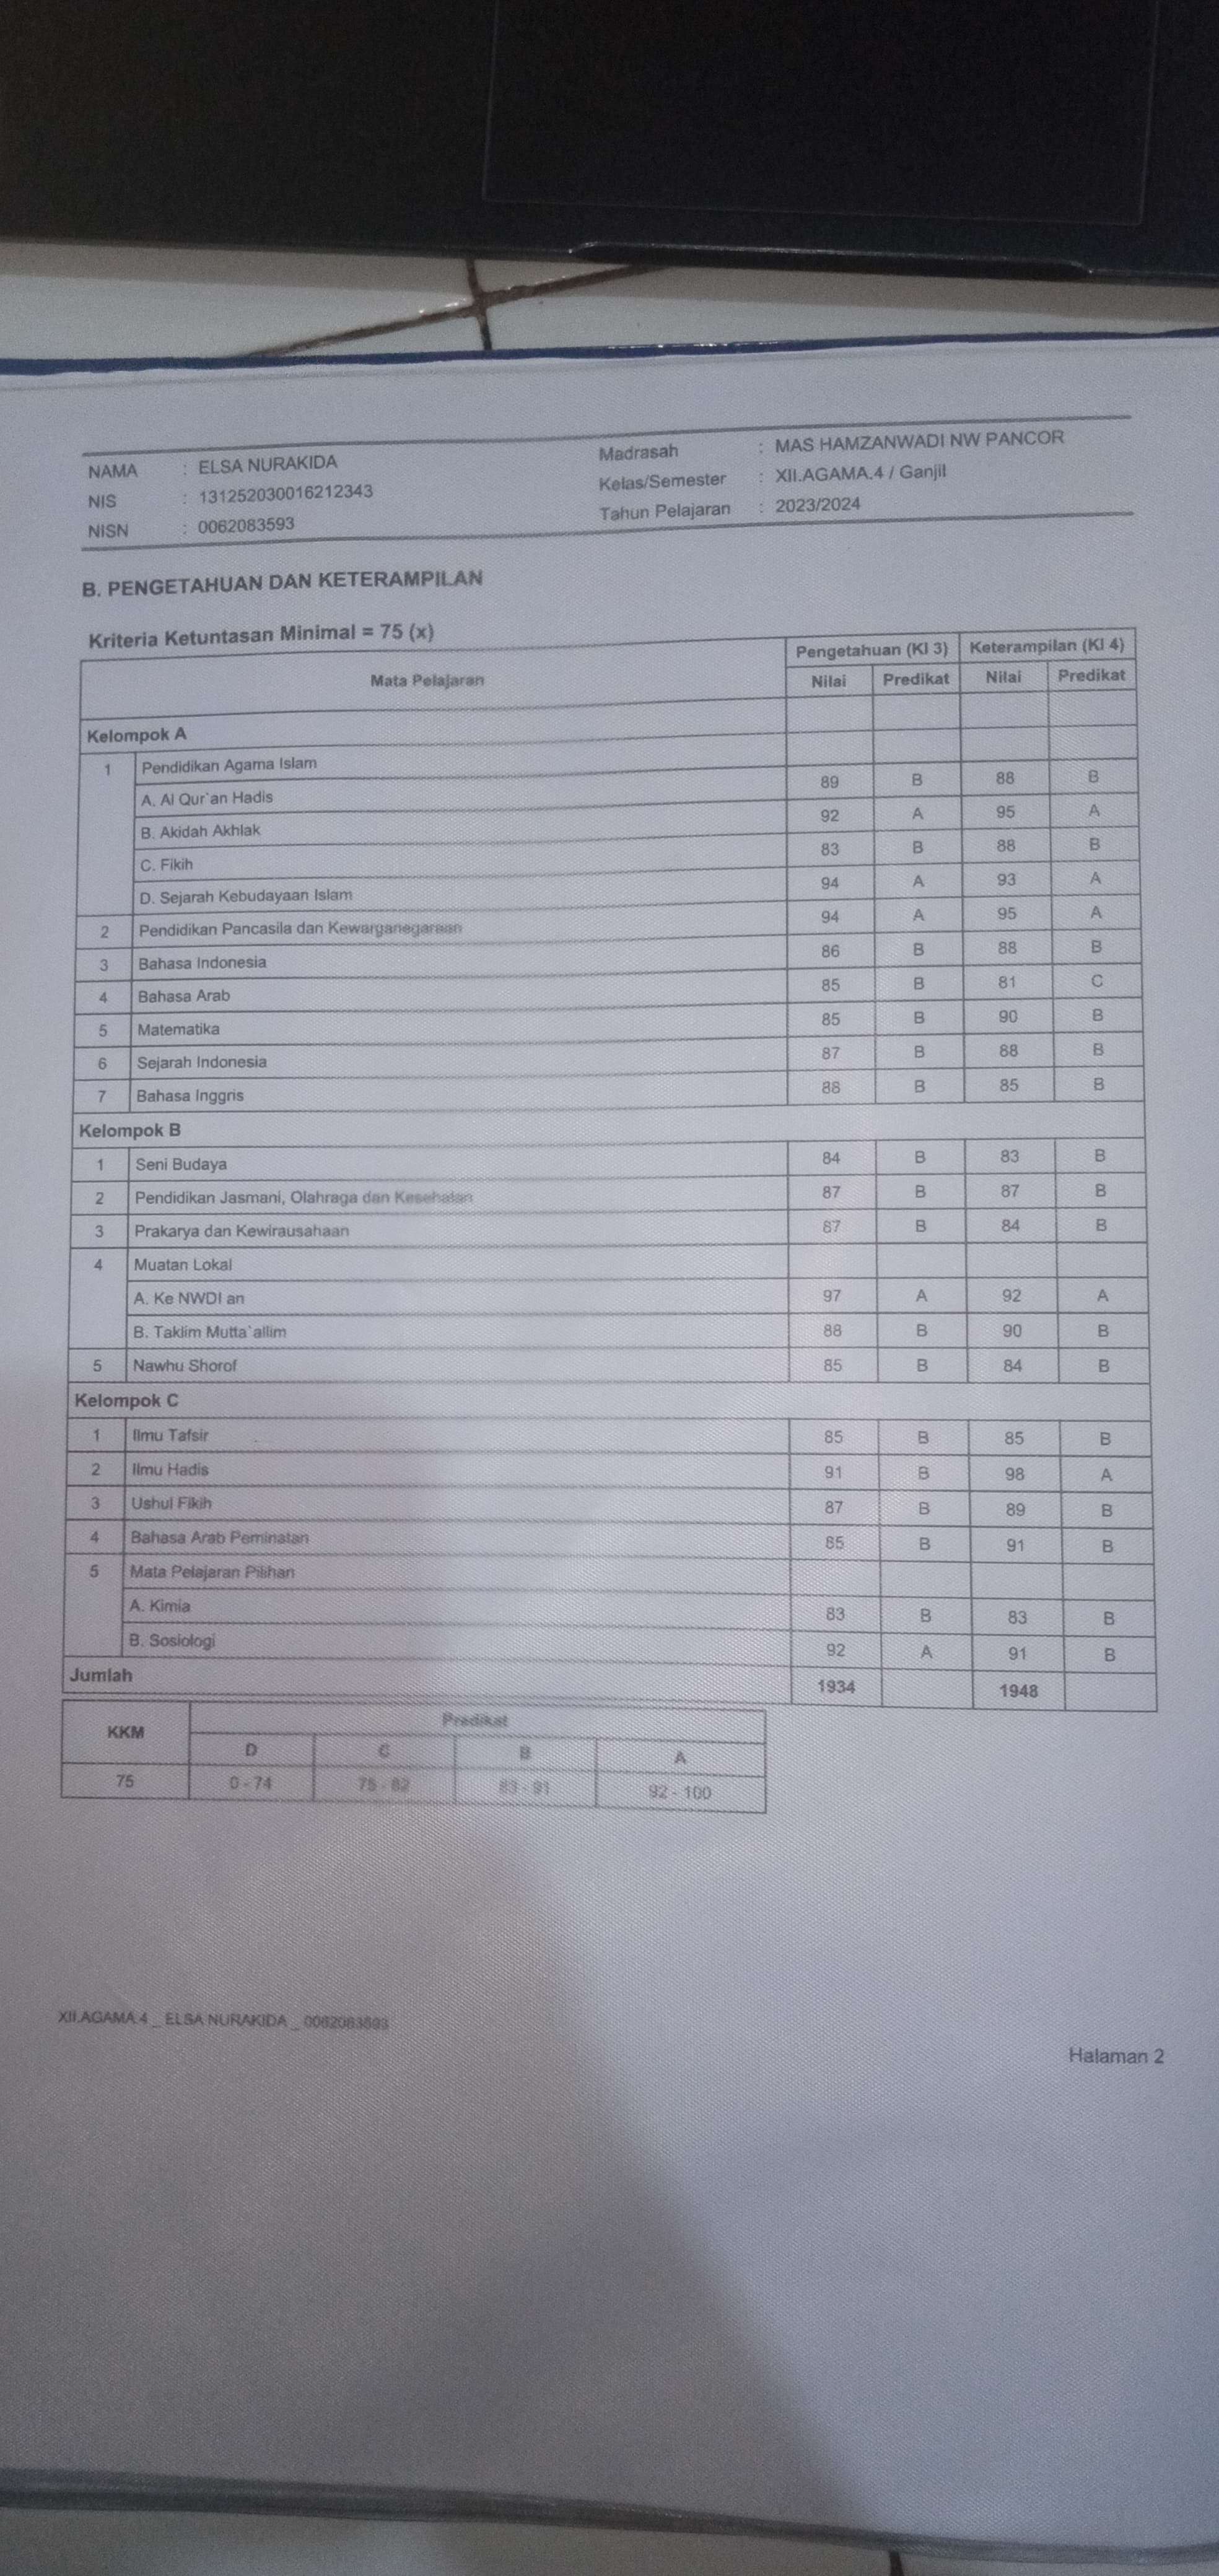 NAMA : ELSA NURAKIDA Madrasah : MAS HAMZANWADI NW PANCOR
NIS : 131252030016212343 Kelas/Semester : XII.AGAMA.4 / Ganjil
NISN : 0062083593 Tahun Pelajaran : 2023/2024
B. PENGETAHUAN DAN KETERAMPILAN
Kriteria Ketuntasan Minimal = 75 (x)
Mata Pelajaran Pengetahuan (KI 3) Keterampilan (KI 4)
Nilai Predikat Nilai Predikat
Kelompok A
1 Pendidikan Agama Islam
A. Al Qur`an Hadis 89 B 88 B
B. Akidah Akhlak 92 A 95 A
C. Fikih 83 B 88 B
D. Sejarah Kebudayaan Islam 94 A 93 A
2 Pendidikan Pancasila dan Kewarganegaraan 94 A 95 A
3 Bahasa Indonesia 86 B 88 B
4 Bahasa Arab 85 B 81 C
5 Matematika 85 B 90 B
6 Sejarah Indonesia 87 B 88 B
7 Bahasa Inggris 88 B 85 B
Kelompok B
1 Seni Budaya 84 B 83 B
2 Pendidikan Jasmani, Olahraga dan Kesehatan 87 B 87 B
3 Prakarya dan Kewirausahaan 87 B 84 B
4 Muatan Lokal
A. Ke NWDI an 97 A 92 A
B. Taklim Mutta`allim 88 B 90 B
5 Nawhu Shorof 85 B 84 B
Kelompok C
1 Ilmu Tafsir 85 B 85 B
2 Ilmu Hadis 91 B 98 A
3 Ushul Fikih 87 B 89 B
4 Bahasa Arab Peminatan 85 B 91 B
5 Mata Pelajaran Pilihan
A. Kimia 83 B 83 B
B. Sosiologi 92 A 91 B
Jumlah 1934 1948
KKM Predikat
D C B A
75 0 - 74 75 - 82 83 - 91 92 - 100
XII.AGAMA.4 _ ELSA NURAKIDA _ 0062083593
Halaman 2